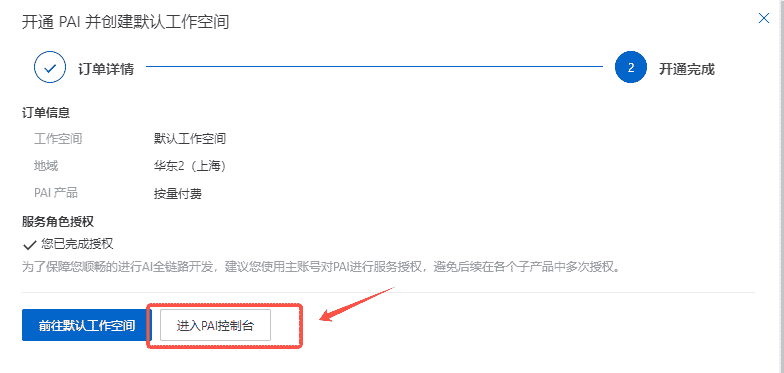 开通 PAI 并创建默认工作空间
订单详情
2 开通完成
订单信息
工作空间 默认工作空间
地域 华东2（上海）
PAI 产品 按量付费
服务角色授权
您已完成授权
为了保障您顺畅的进行AI全链路开发，建议您使用主账号对PAI进行服务授权，避免后续在各个子产品中多次授权。
前往默认工作空间 进入PAI控制台